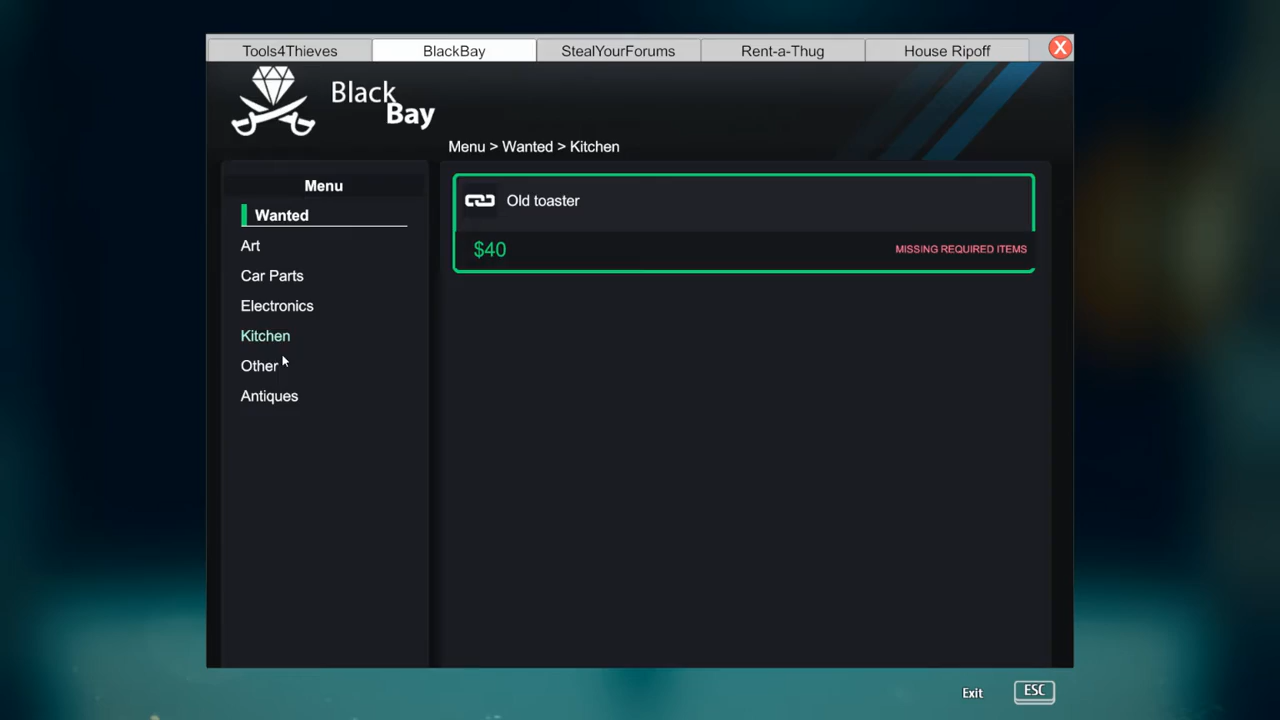 Tools4Thieves BlackBay StealYourForums Rent-a-Thug House Ripoff X
Black
Bay
Menu > Wanted > Kitchen
Menu
Wanted
Art
Car Parts
Electronics
Kitchen
Other
Antiques
Old toaster
$40 MISSING REQUIRED ITEMS
Exit ESC